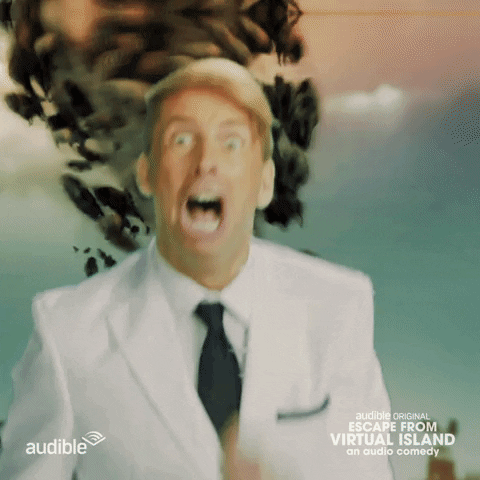 audible
audible ORIGINAL
ESCAPE FROM
VIRTUAL ISLAND
an audio comedy